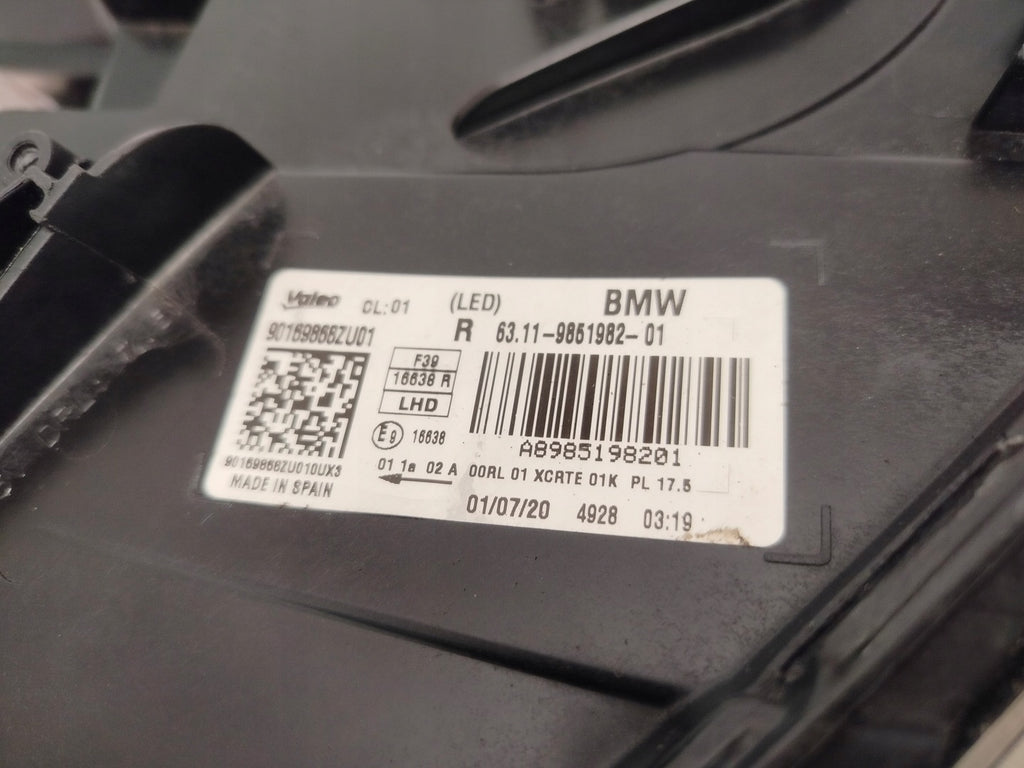 Valeo CL:01 (LED) BMW
90169866ZU01 R 63.11-9851982-01
F39
16638 R
LHD
E9 16638
A8985198201
90169866ZU010UX3
01 1a 02 A 00RL 01 XCRTE 01K PL 17.5
MADE IN SPAIN
01/07/20 4928 03:19